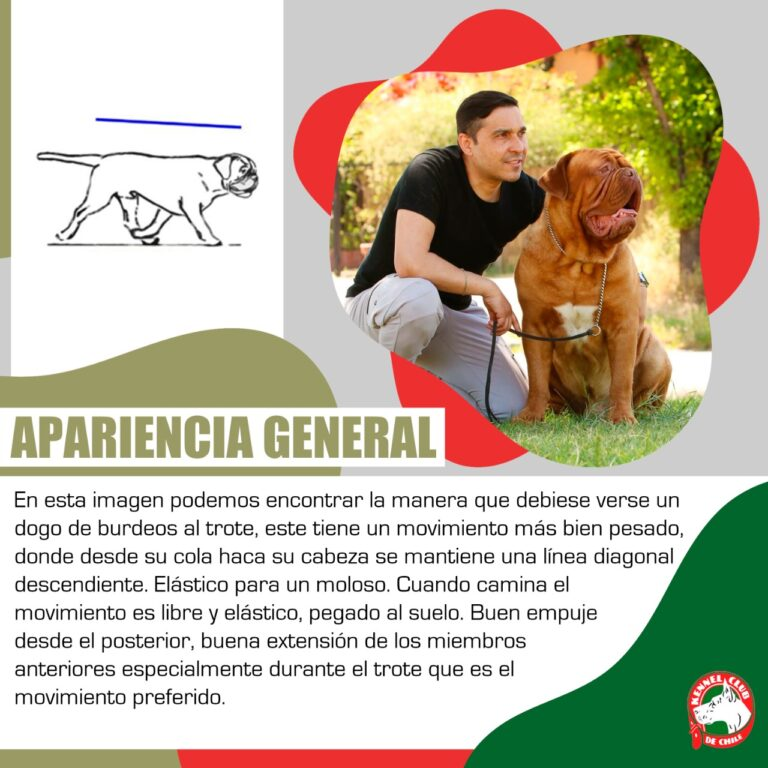 APARIENCIA GENERAL
En esta imagen podemos encontrar la manera que debiese verse un
dogo de burdeos al trote, este tiene un movimiento más bien pesado,
donde desde su cola haca su cabeza se mantiene una línea diagonal
descendiente. Elástico para un moloso. Cuando camina el
movimiento es libre y elástico, pegado al suelo. Buen empuje
desde el posterior, buena extensión de los miembros
anteriores especialmente durante el trote que es el
movimiento preferido.
KENNEL CLUB
DE CHILE